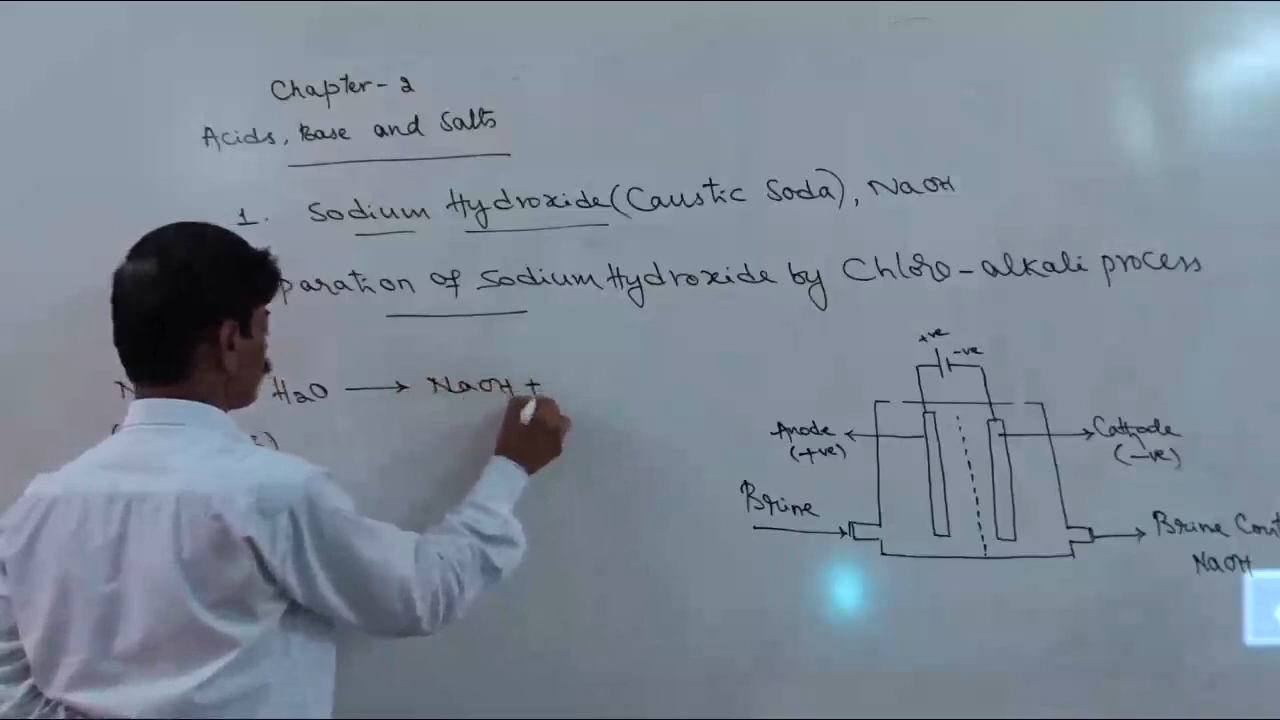 Chapter-2
Acids, Base and Salts
1. Sodium Hydroxide (Caustic Soda), NaOH
paration of Sodium Hydroxide by Chloro-alkali process
H2O → NaOH +
+ve
-ve
Anode
(+ve)
Cathode
(-ve)
Brine
Brine Cont
NaOH